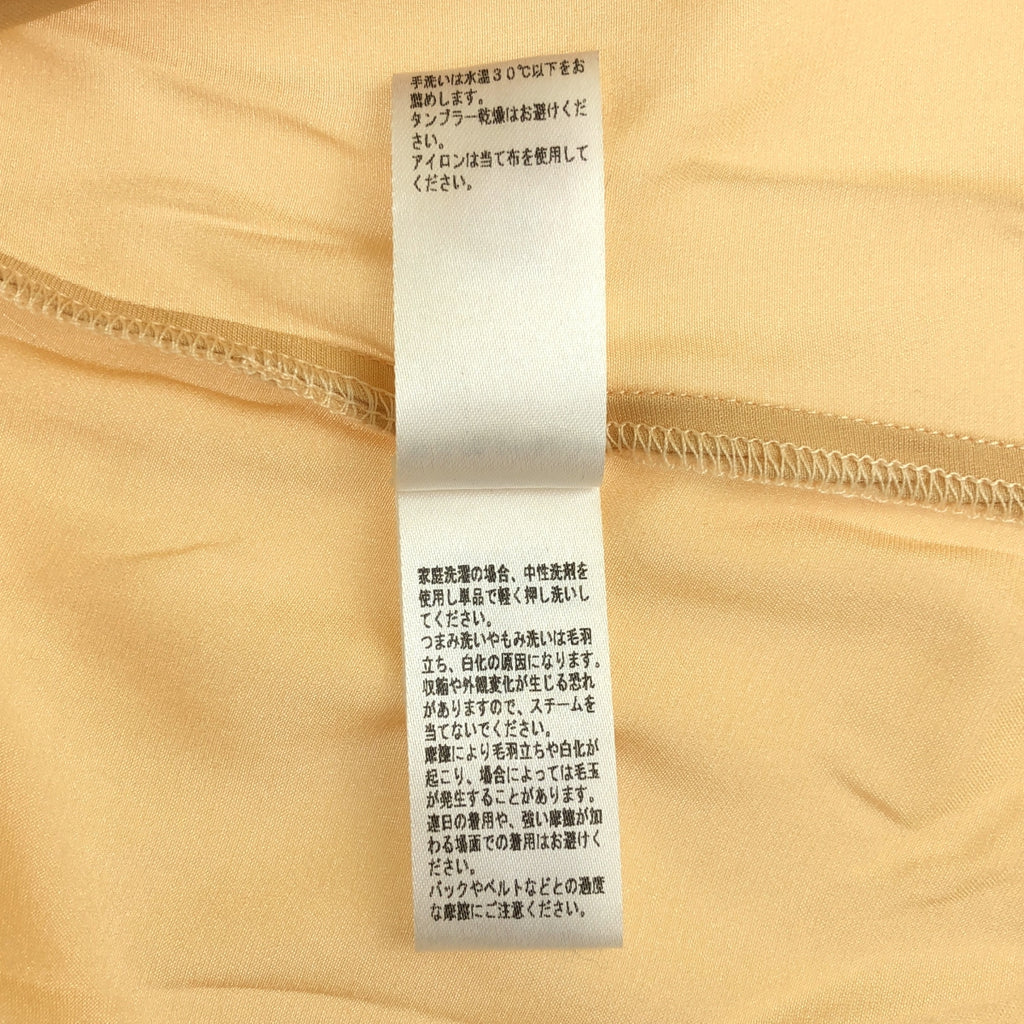 手洗いは水温30℃以下をお
薦めします。
タンブラー乾燥はお避けくだ
さい。
アイロンは当て布を使用して
ください。
家庭洗濯の場合、中性洗剤を
使用し単品で軽く押し洗いし
てください。
つまみ洗いやもみ洗いは毛羽
立ち、白化の原因になります。
収縮や外観変化が生じる恐れ
がありますので、スチームを
当てないでください。
摩擦により毛羽立ちや白化が
起こり、場合によっては毛玉
が発生することがあります。
連日の着用や、強い摩擦が加
わる場面での着用はお避けく
ださい。
バックやベルトなどとの過度
な摩擦にご注意ください。